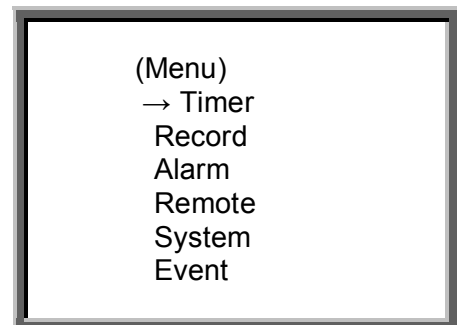 (Menu)
→ Timer
Record
Alarm
Remote
System
Event